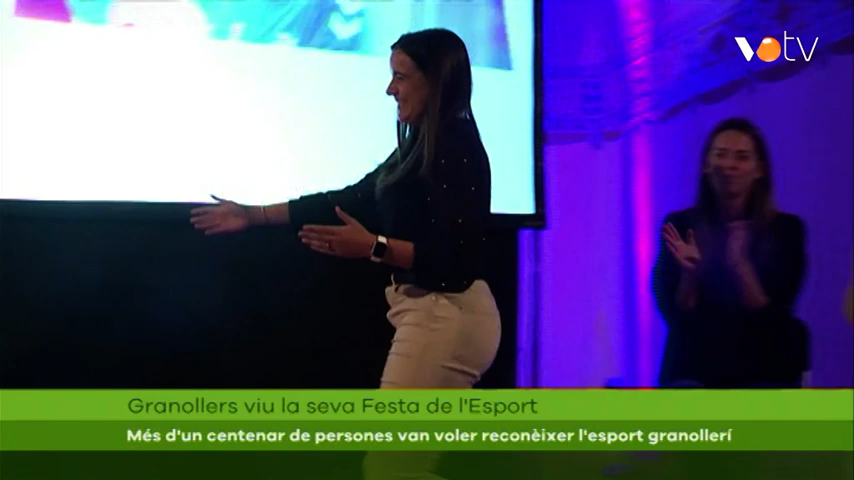 votv
Granollers viu la seva Festa de l'Esport
Més d'un centenar de persones van voler reconèixer l'esport granollerí